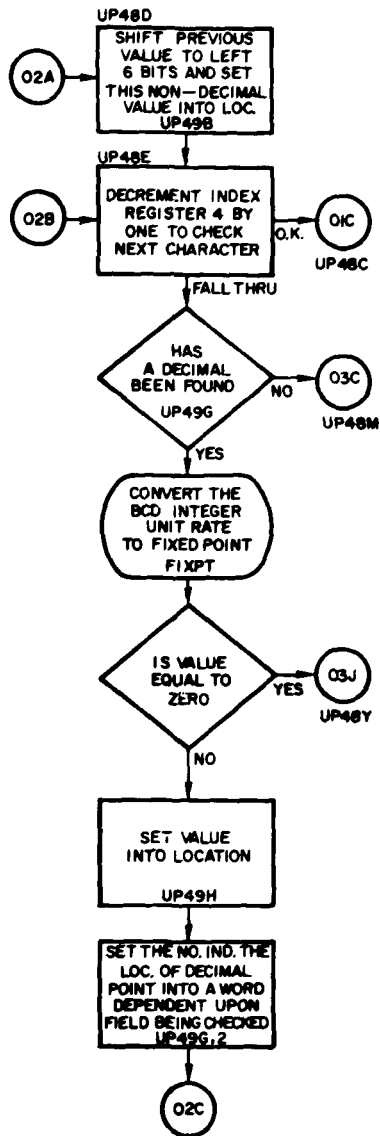 UP48D
SHIFT PREVIOUS
VALUE TO LEFT
6 BITS AND SET
THIS NON-DECIMAL
VALUE INTO LOC.
UP49B
02A
UP48E
DECREMENT INDEX
REGISTER 4 BY
ONE TO CHECK
NEXT CHARACTER
02B
O.K.
01C
UP48C
FALL THRU
HAS
A DECIMAL
BEEN FOUND
UP49G
NO
03C
UP48M
YES
CONVERT THE
BCD INTEGER
UNIT RATE
TO FIXED POINT
FIXPT
IS VALUE
EQUAL TO
ZERO
YES
03J
UP48Y
NO
SET VALUE
INTO LOCATION
UP49H
SET THE NO. IND. THE
LOC. OF DECIMAL
POINT INTO A WORD
DEPENDENT UPON
FIELD BEING CHECKED
UP49G,2
02C